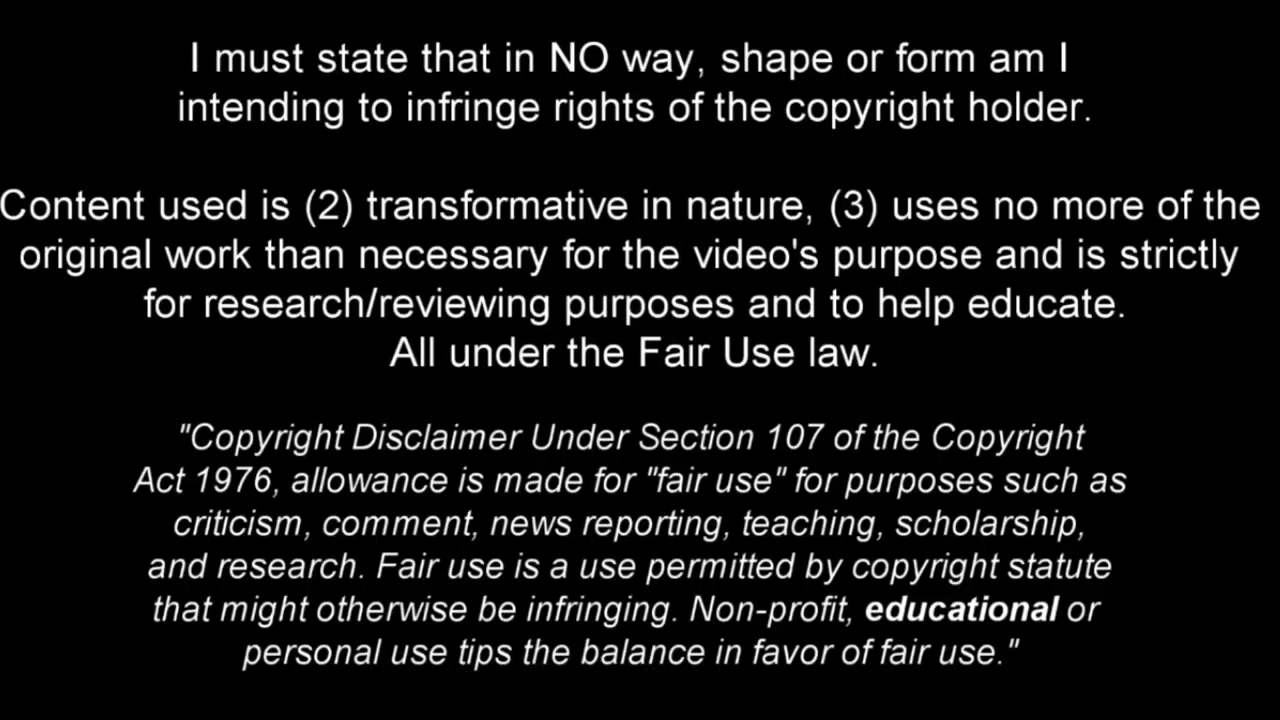 I must state that in NO way, shape or form am I
intending to infringe rights of the copyright holder.
Content used is (2) transformative in nature, (3) uses no more of the
original work than necessary for the video's purpose and is strictly
for research/reviewing purposes and to help educate.
All under the Fair Use law.
"Copyright Disclaimer Under Section 107 of the Copyright
Act 1976, allowance is made for "fair use" for purposes such as
criticism, comment, news reporting, teaching, scholarship,
and research. Fair use is a use permitted by copyright statute
that might otherwise be infringing. Non-profit, educational or
personal use tips the balance in favor of fair use."